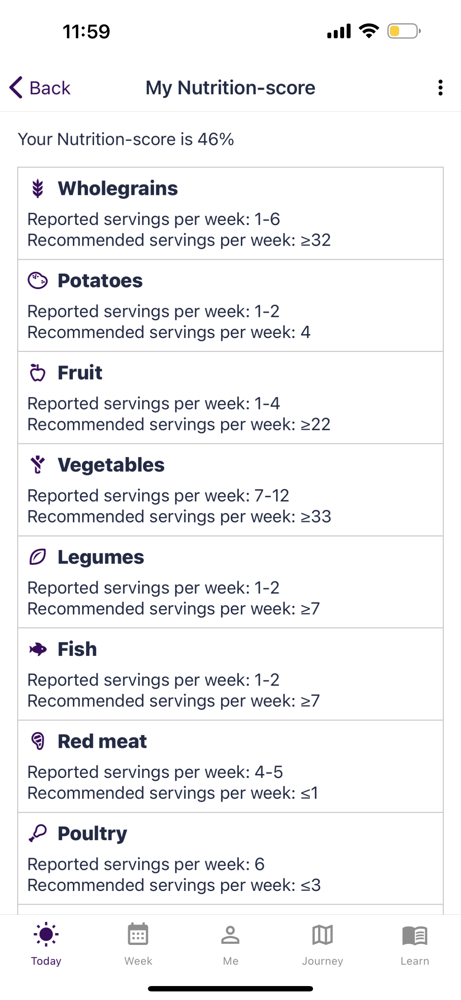 11:59
Back
My Nutrition-score
Your Nutrition-score is 46%
Wholegrains
Reported servings per week: 1-6
Recommended servings per week: ≥32
Potatoes
Reported servings per week: 1-2
Recommended servings per week: 4
Fruit
Reported servings per week: 1-4
Recommended servings per week: ≥22
Vegetables
Reported servings per week: 7-12
Recommended servings per week: ≥33
Legumes
Reported servings per week: 1-2
Recommended servings per week: ≥7
Fish
Reported servings per week: 1-2
Recommended servings per week: ≥7
Red meat
Reported servings per week: 4-5
Recommended servings per week: ≤1
Poultry
Reported servings per week: 6
Recommended servings per week: ≤3
Today
Week
Me
Journey
Learn